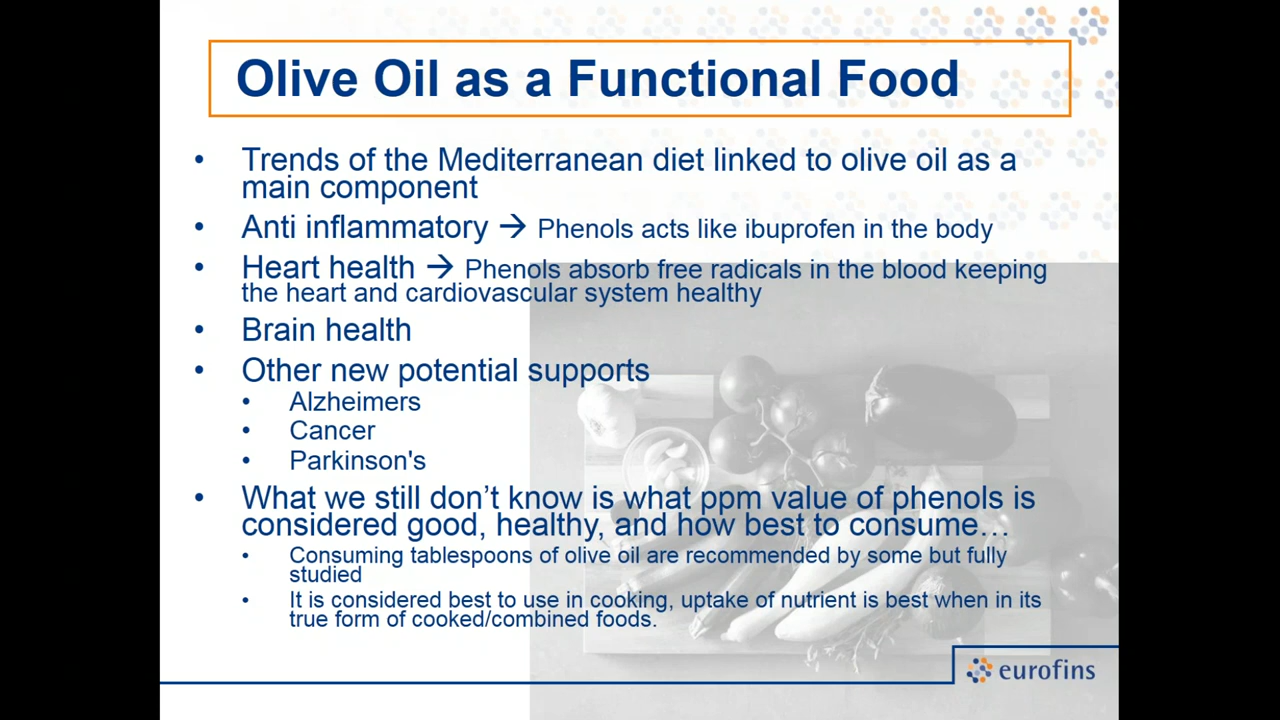 Olive Oil as a Functional Food
• Trends of the Mediterranean diet linked to olive oil as a
main component
• Anti inflammatory → Phenols acts like ibuprofen in the body
• Heart health → Phenols absorb free radicals in the blood keeping
the heart and cardiovascular system healthy
• Brain health
• Other new potential supports
• Alzheimers
• Cancer
• Parkinson's
• What we still don’t know is what ppm value of phenols is
considered good, healthy, and how best to consume…
• Consuming tablespoons of olive oil are recommended by some but fully
studied
• It is considered best to use in cooking, uptake of nutrient is best when in its
true form of cooked/combined foods.
eurofins